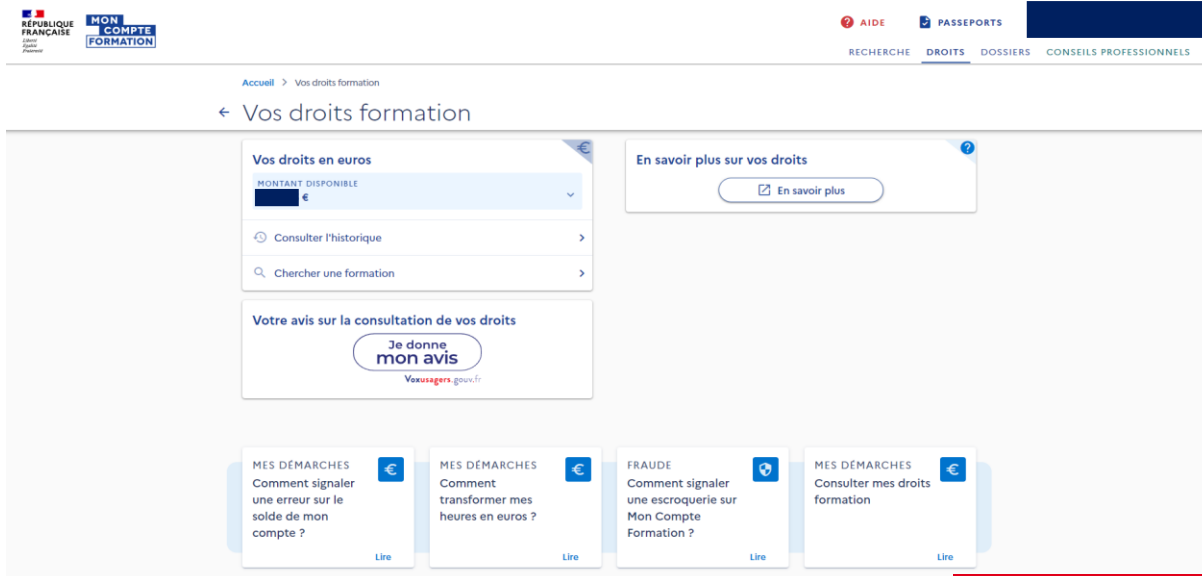 RÉPUBLIQUE
FRANÇAISE
Liberté
Égalité
Fraternité
MON
COMPTE
FORMATION
AIDE
PASSEPORTS
RECHERCHE DROITS DOSSIERS CONSEILS PROFESSIONNELS
Accueil > Vos droits formation
← Vos droits formation
Vos droits en euros
€
MONTANT DISPONIBLE
€
Consulter l'historique
Chercher une formation
En savoir plus sur vos droits
?
En savoir plus
Votre avis sur la consultation de vos droits
Je donne
mon avis
Voxusagers.gouv.fr
MES DÉMARCHES
€
Comment signaler
une erreur sur le
solde de mon
compte ?
Lire
MES DÉMARCHES
€
Comment
transformer mes
heures en euros ?
Lire
FRAUDE
Comment signaler
une escroquerie sur
Mon Compte
Formation ?
Lire
MES DÉMARCHES
€
Consulter mes droits
formation
Lire